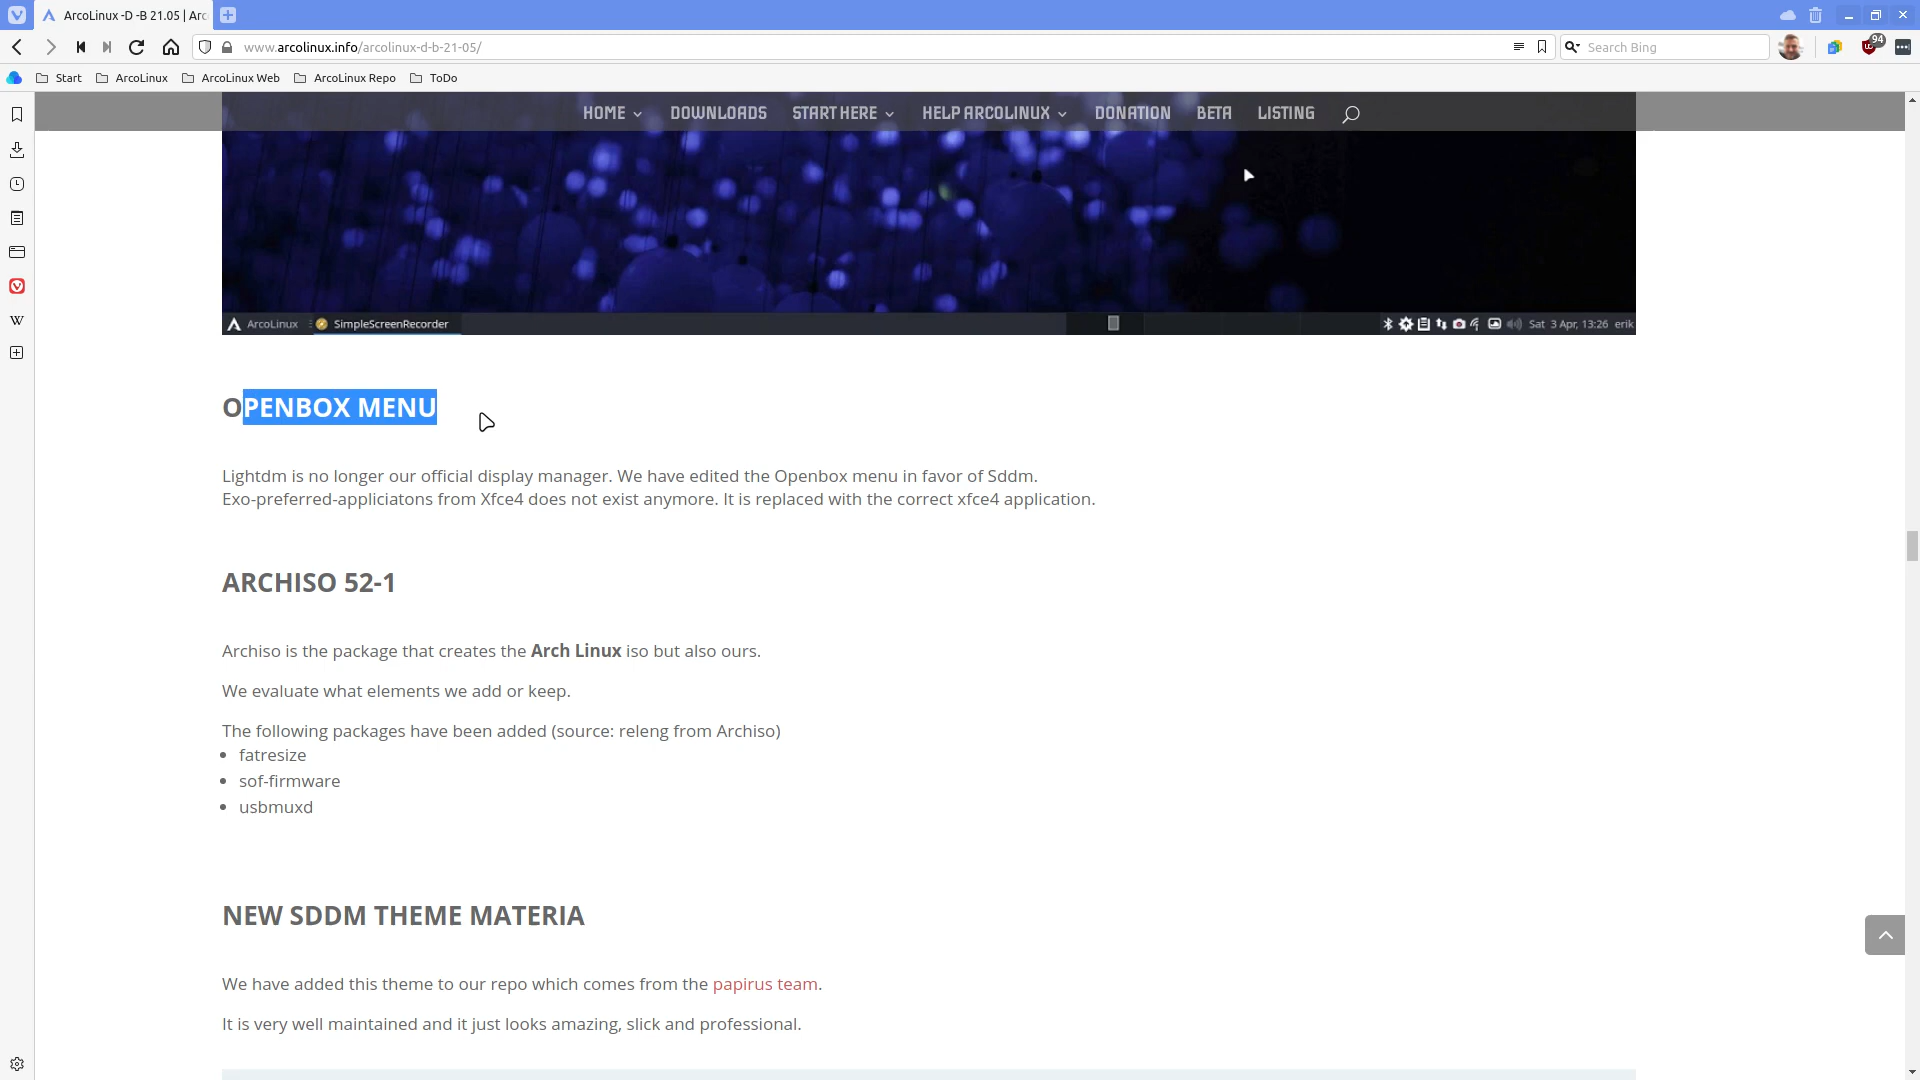 ArcoLinux -D -B 21.05 | Arc
www.arcolinux.info/arcolinux-d-b-21-05/
Search Bing
94
Start
ArcoLinux
ArcoLinux Web
ArcoLinux Repo
ToDo
HOME
DOWNLOADS
START HERE
HELP ARCOLINUX
DONATION
BETA
LISTING
ArcoLinux
SimpleScreenRecorder
Sat 3 Apr, 13:26 erik
OPENBOX MENU
Lightdm is no longer our official display manager. We have edited the Openbox menu in favor of Sddm.
Exo-preferred-appliciatons from Xfce4 does not exist anymore. It is replaced with the correct xfce4 application.
ARCHISO 52-1
Archiso is the package that creates the Arch Linux iso but also ours.
We evaluate what elements we add or keep.
The following packages have been added (source: releng from Archiso)
fatresize
sof-firmware
usbmuxd
NEW SDDM THEME MATERIA
We have added this theme to our repo which comes from the papirus team.
It is very well maintained and it just looks amazing, slick and professional.